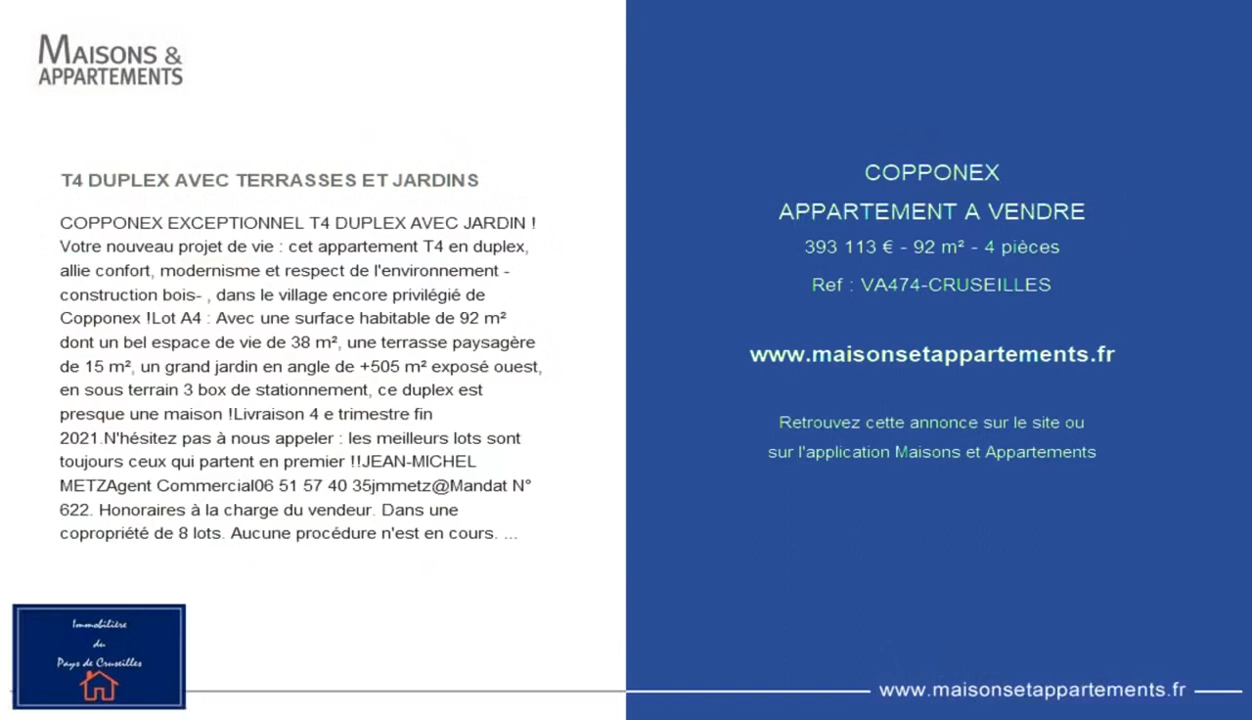 MAISONS &
APPARTEMENTS
T4 DUPLEX AVEC TERRASSES ET JARDINS
COPPONEX EXCEPTIONNEL T4 DUPLEX AVEC JARDIN !
Votre nouveau projet de vie : cet appartement T4 en duplex,
allie confort, modernisme et respect de l'environnement -
construction bois- , dans le village encore privilégié de
Copponex !Lot A4 : Avec une surface habitable de 92 m²
dont un bel espace de vie de 38 m², une terrasse paysagère
de 15 m², un grand jardin en angle de +505 m² exposé ouest,
en sous terrain 3 box de stationnement, ce duplex est
presque une maison !Livraison 4 e trimestre fin
2021.N'hésitez pas à nous appeler : les meilleurs lots sont
toujours ceux qui partent en premier !!JEAN-MICHEL
METZAgent Commercial06 51 57 40 35jmmetz@Mandat N°
622. Honoraires à la charge du vendeur. Dans une
copropriété de 8 lots. Aucune procédure n'est en cours. ...
Immobilière
du
Pays de Cruseilles
COPPONEX
APPARTEMENT A VENDRE
393 113 € - 92 m² - 4 pièces
Ref : VA474-CRUSEILLES
www.maisonsetappartements.fr
Retrouvez cette annonce sur le site ou
sur l'application Maisons et Appartements
www.maisonsetappartements.fr